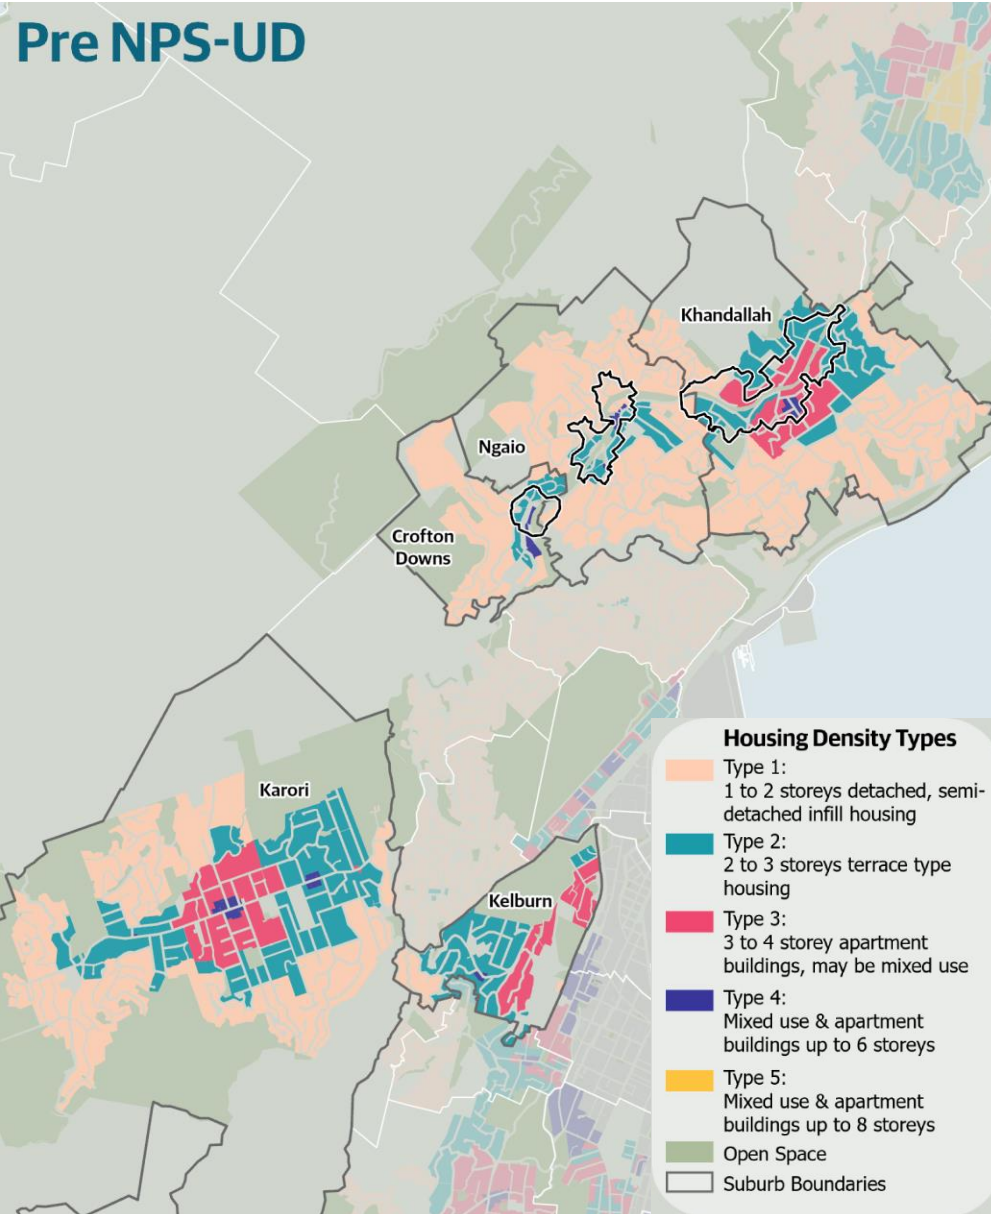 Pre NPS-UD
Khandallah
Ngaio
Crofton
Downs
Karori
Kelburn
Housing Density Types
Type 1:
1 to 2 storeys detached, semi-
detached infill housing
Type 2:
2 to 3 storeys terrace type
housing
Type 3:
3 to 4 storey apartment
buildings, may be mixed use
Type 4:
Mixed use & apartment
buildings up to 6 storeys
Type 5:
Mixed use & apartment
buildings up to 8 storeys
Open Space
Suburb Boundaries